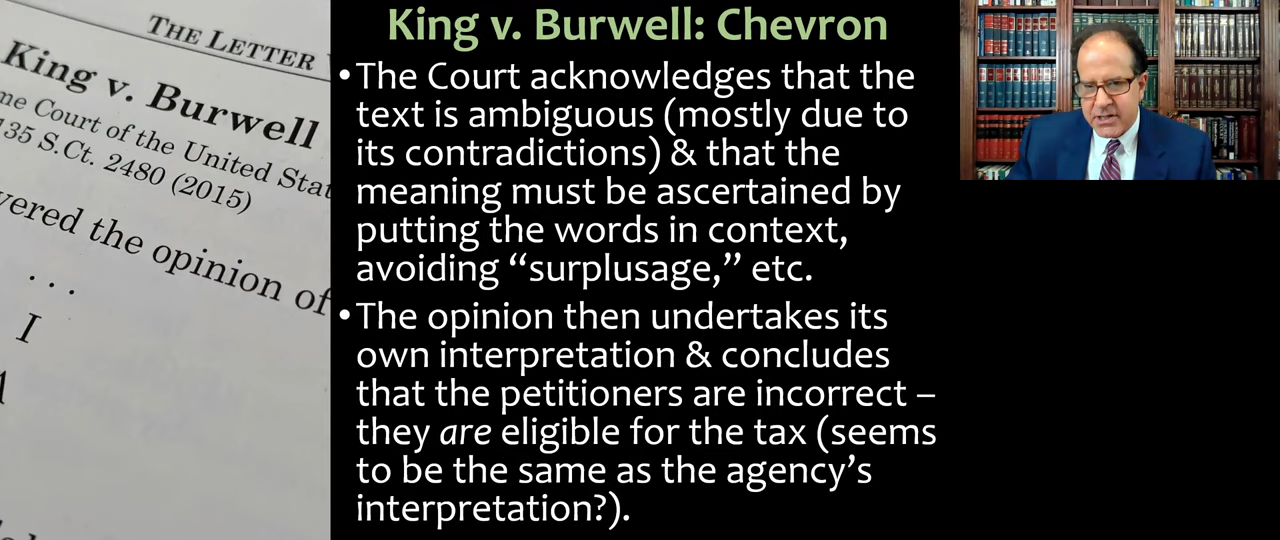 THE LETTER
King v. Burwell
me Court of the United Stat
135 S.Ct. 2480 (2015)
vered the opinion of
. . .
I
King v. Burwell: Chevron
•The Court acknowledges that the
text is ambiguous (mostly due to
its contradictions) & that the
meaning must be ascertained by
putting the words in context,
avoiding “surplusage,” etc.
•The opinion then undertakes its
own interpretation & concludes
that the petitioners are incorrect –
they are eligible for the tax (seems
to be the same as the agency’s
interpretation?).